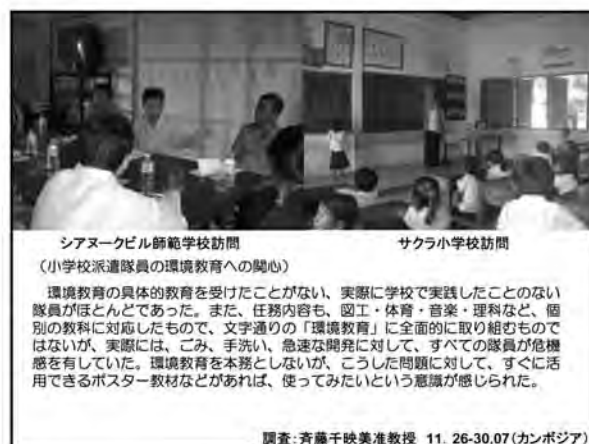 シアヌークビル師範学校訪問
サクラ小学校訪問
(小学校派遣隊員の環境教育への関心)
環境教育の具体的教育を受けたことがない、実際に学校で実践したことのない
隊員がほとんどであった。また、任務内容も、図工・体育・音楽・理科など、個
別の教科に対応したもので、文字通りの「環境教育」に全面的に取り組むもので
はないが、実際には、ごみ、手洗い、急速な開発に対して、すべての隊員が危機
感を有していた。環境教育を本務としないが、こうした問題に対して、すぐに活
用できるポスター教材などがあれば、使ってみたいという意識が感じられた。
調査:斉藤千映美准教授 11. 26-30.07(カンボジア)